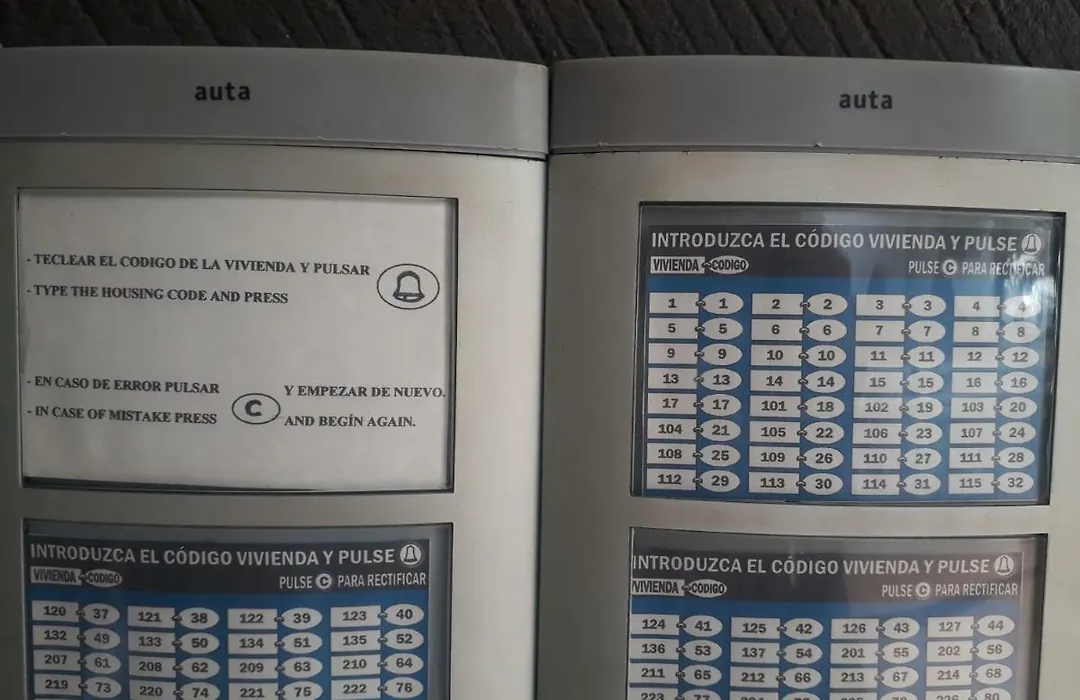 auta
- TECLEAR EL CODIGO DE LA VIVIENDA Y PULSAR
- TYPE THE HOUSING CODE AND PRESS
- EN CASO DE ERROR PULSAR C Y EMPEZAR DE NUEVO.
- IN CASE OF MISTAKE PRESS AND BEGÍN AGAIN.
INTRODUZCA EL CÓDIGO VIVIENDA Y PULSE
VIVIENDA CODIGO PULSE C PARA RECTIFICAR
120 37 121 38 122 39 123 40
132 49 133 50 134 51 135 52
207 61 208 62 209 63 210 64
219 73 220 74 221 75 222 76
auta
INTRODUZCA EL CÓDIGO VIVIENDA Y PULSE
VIVIENDA CODIGO PULSE C PARA RECTIFICAR
1 1 2 2 3 3 4 4
5 5 6 6 7 7 8 8
9 9 10 10 11 11 12 12
13 13 14 14 15 15 16 16
17 17 101 18 102 19 103 20
104 21 105 22 106 23 107 24
108 25 109 26 110 27 111 28
112 29 113 30 114 31 115 32
INTRODUZCA EL CÓDIGO VIVIENDA Y PULSE
VIVIENDA CODIGO PULSE C PARA RECTIFICAR
124 41 125 42 126 43 127 44
136 53 137 54 201 55 202 56
211 65 212 66 213 67 214 68
223 77